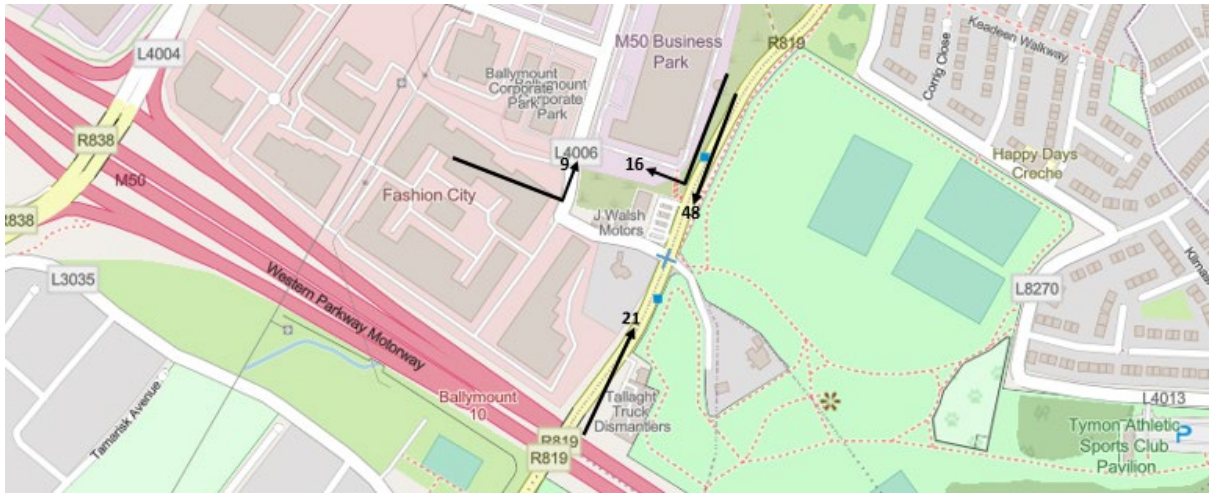 L4004
R838
R838
M50
L3035
Tamarisk Avenue
Western Parkway Motorway
Fashion City
Ballymount
Corporate
Park
Ballymount
Corporate
Park
L4006
9
M50 Business
Park
16
48
J Walsh
Motors
21
Ballymount
10
R819
R819
Tallaght
Truck
Dismantlers
R819
Keadeen Walkway
Corrig Close
Happy Days
Creche
L8270
L4013
Tymon Athletic
Sports Club
Pavilion
P